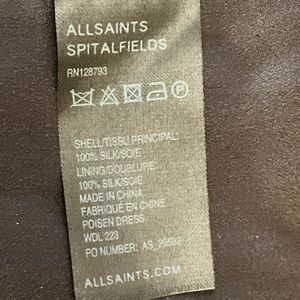 ALLSAINTS
SPITALFIELDS
RN128793
P
SHELL/TISSU PRINCIPAL:
100% SILK/SOIE
LINING/DOUBLURE:
100% SILK/SOIE
MADE IN CHINA
FABRIQUÉ EN CHINE
POISEN DRESS
WDL 223
PO NUMBER: AS_
ALLSAINTS.COM